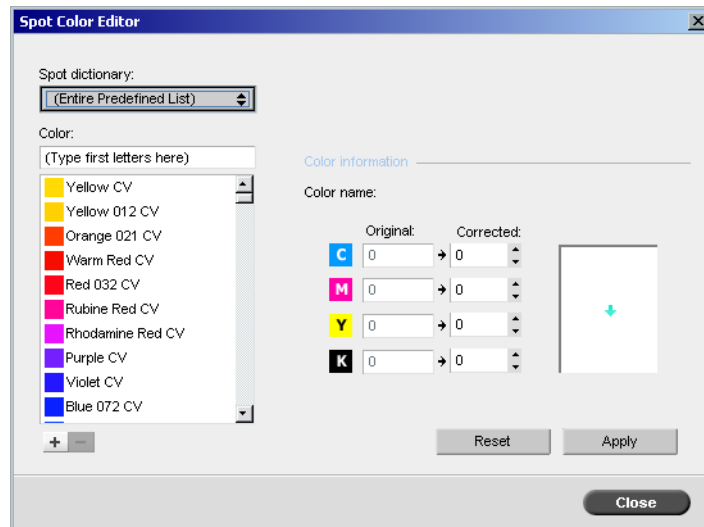 Spot Color Editor
Spot dictionary:
(Entire Predefined List)
Color:
(Type first letters here)
Yellow CV
Yellow 012 CV
Orange 021 CV
Warm Red CV
Red 032 CV
Rubine Red CV
Rhodamine Red CV
Purple CV
Violet CV
Blue 072 CV
Color information
Color name:
Original: Corrected:
C 0 0
M 0 0
Y 0 0
K 0 0
Reset Apply
Close